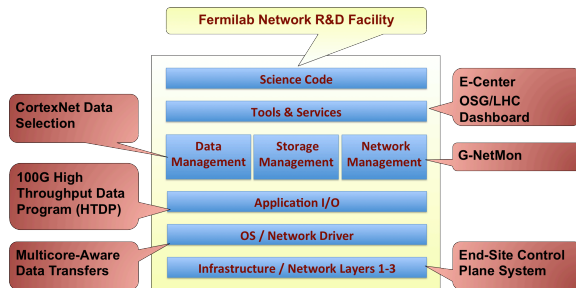 Fermilab Network R&D Facility
Science Code
Tools & Services
Data
Management
Storage
Management
Network
Management
Application I/O
OS / Network Driver
Infrastructure / Network Layers 1-3
CortexNet Data
Selection
100G High
Throughput Data
Program (HTDP)
Multicore-Aware
Data Transfers
E-Center
OSG/LHC
Dashboard
G-NetMon
End-Site Control
Plane System